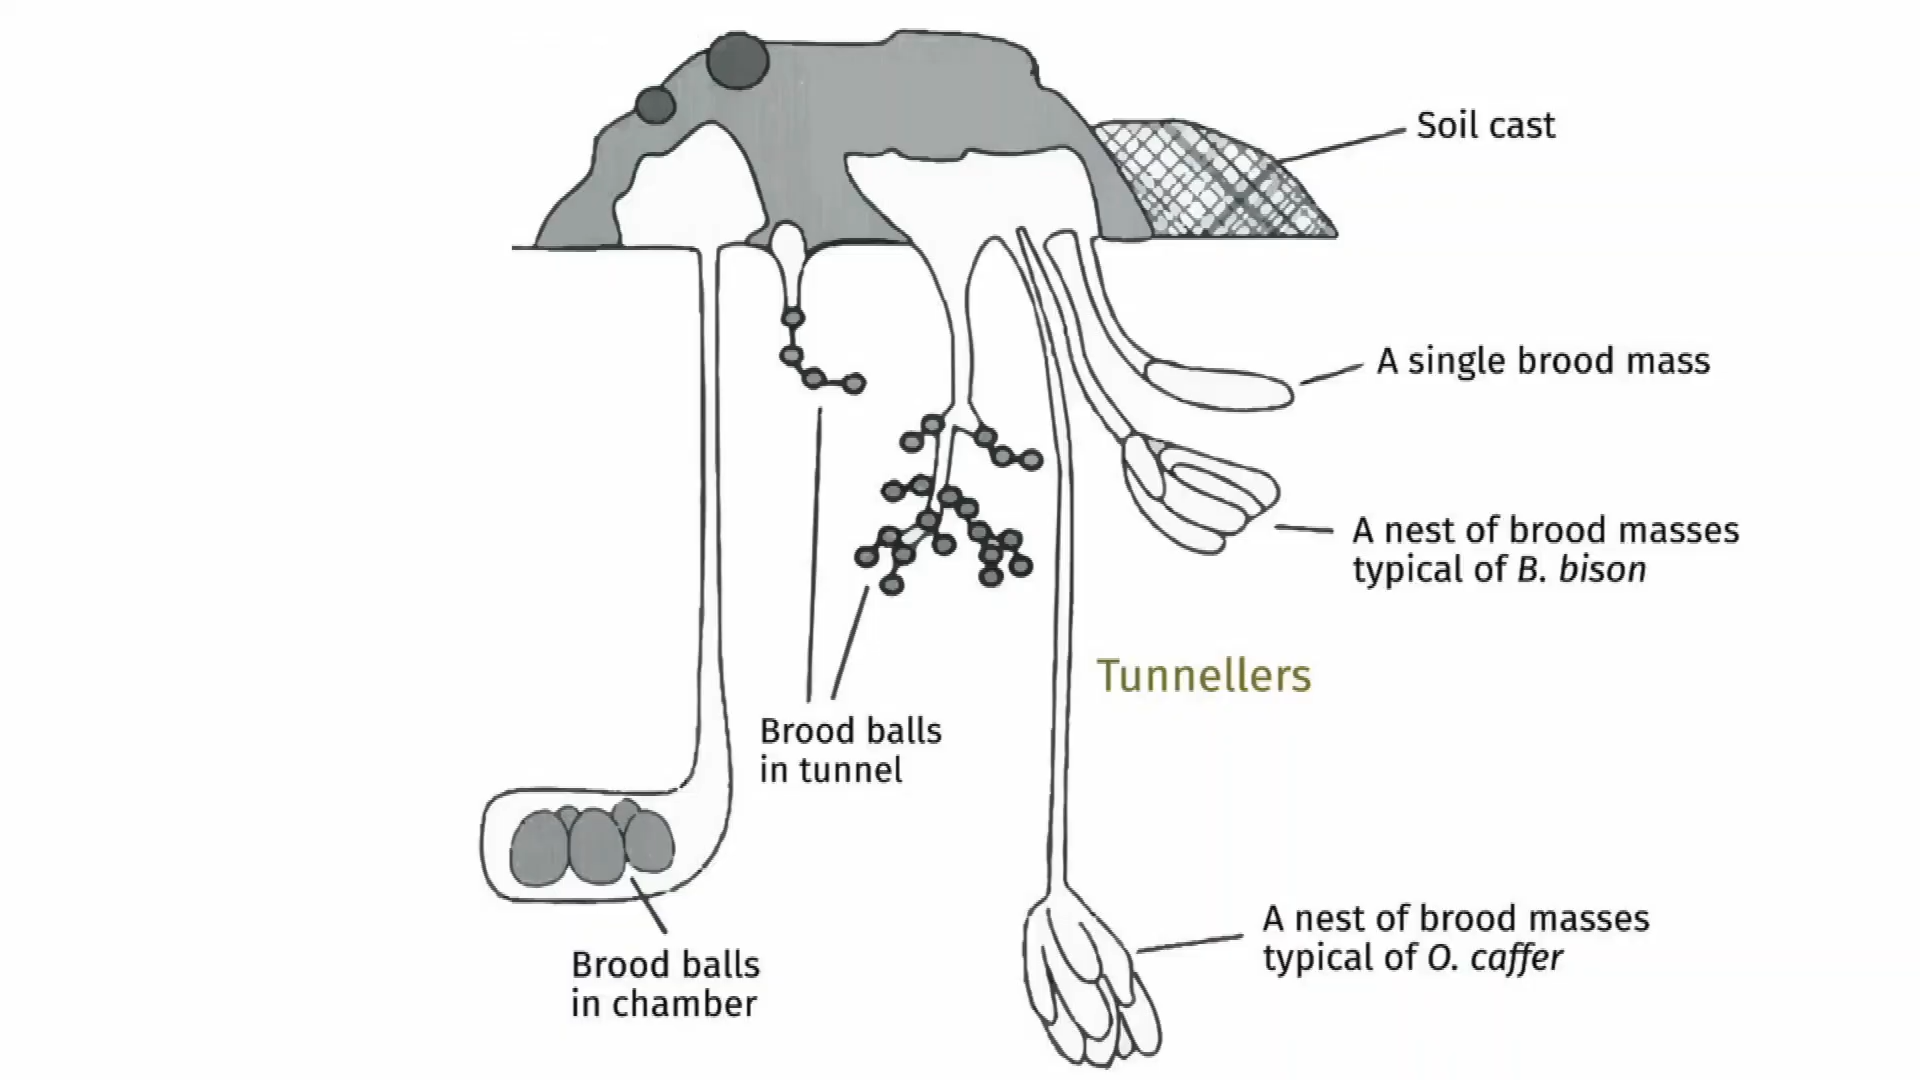 Soil cast
A single brood mass
A nest of brood masses
typical of B. bison
Tunnellers
Brood balls
in tunnel
A nest of brood masses
typical of O. caffer
Brood balls
in chamber